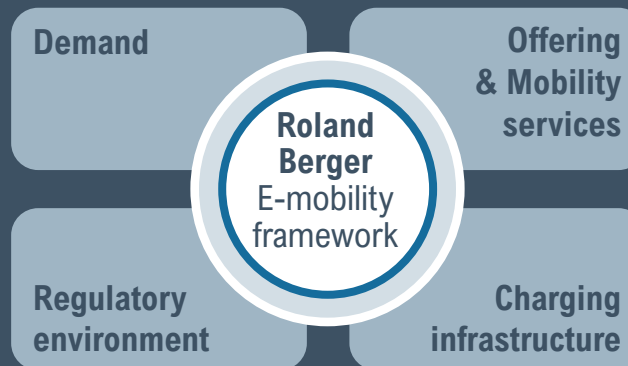 Demand
Offering
& Mobility
services
Roland
Berger
E-mobility
framework
Regulatory
environment
Charging
infrastructure